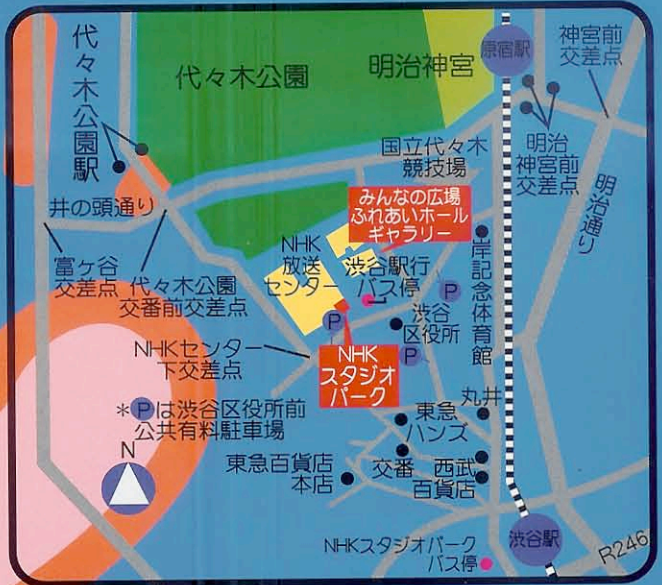 代々木公園駅
代々木公園
明治神宮
原宿駅
神宮前
交差点
国立代々木
競技場
明治
神宮前
交差点
明治通り
井の頭通り
みんなの広場
ふれあいホール
ギャラリー
富ヶ谷
交差点
代々木公園
交番前交差点
NHK
放送
センター
渋谷駅行
バス停
岸記念体育館
P
渋谷
区役所
P
P
NHKセンター
下交差点
NHK
スタジオ
パーク
*Pは渋谷区役所前
公共有料駐車場
丸井
東急
ハンズ
N
東急百貨店
本店
交番
西武
百貨店
NHKスタジオパーク
バス停
渋谷駅
R246